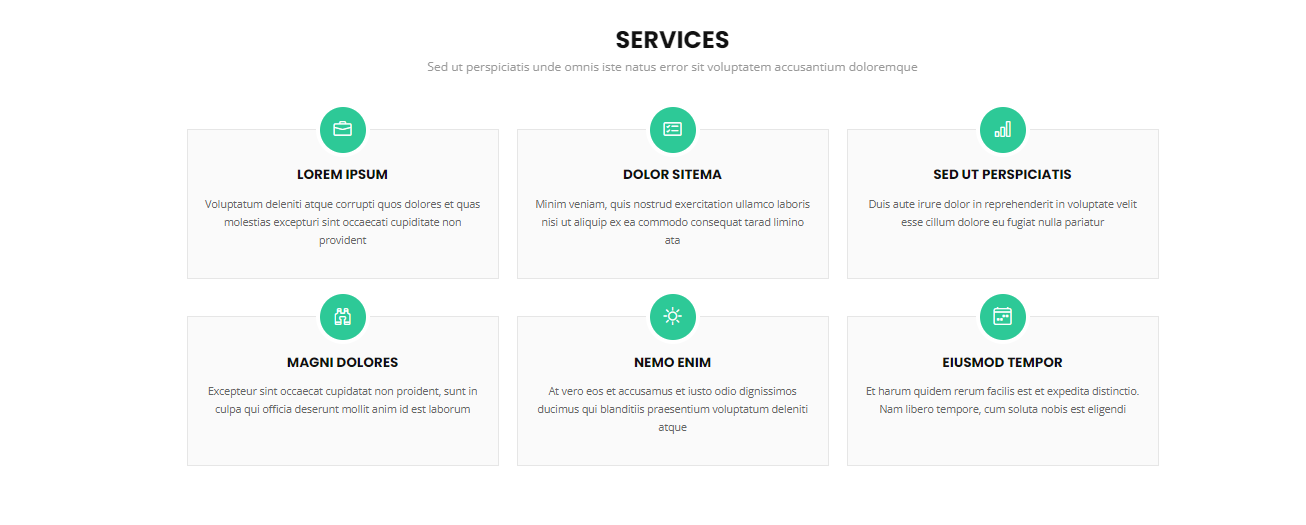 SERVICES
Sed ut perspiciatis unde omnis iste natus error sit voluptatem accusantium doloremque
LOREM IPSUM
Voluptatum deleniti atque corrupti quos dolores et quas
molestias excepturi sint occaecati cupiditate non
provident
DOLOR SITEMA
Minim veniam, quis nostrud exercitation ullamco laboris
nisi ut aliquip ex ea commodo consequat tarad limino
ata
SED UT PERSPICIATIS
Duis aute irure dolor in reprehenderit in voluptate velit
esse cillum dolore eu fugiat nulla pariatur
MAGNI DOLORES
Excepteur sint occaecat cupidatat non proident, sunt in
culpa qui officia deserunt mollit anim id est laborum
NEMO ENIM
At vero eos et accusamus et iusto odio dignissimos
ducimus qui blanditiis praesentium voluptatum deleniti
atque
EIUSMOD TEMPOR
Et harum quidem rerum facilis est et expedita distinctio.
Nam libero tempore, cum soluta nobis est eligendi